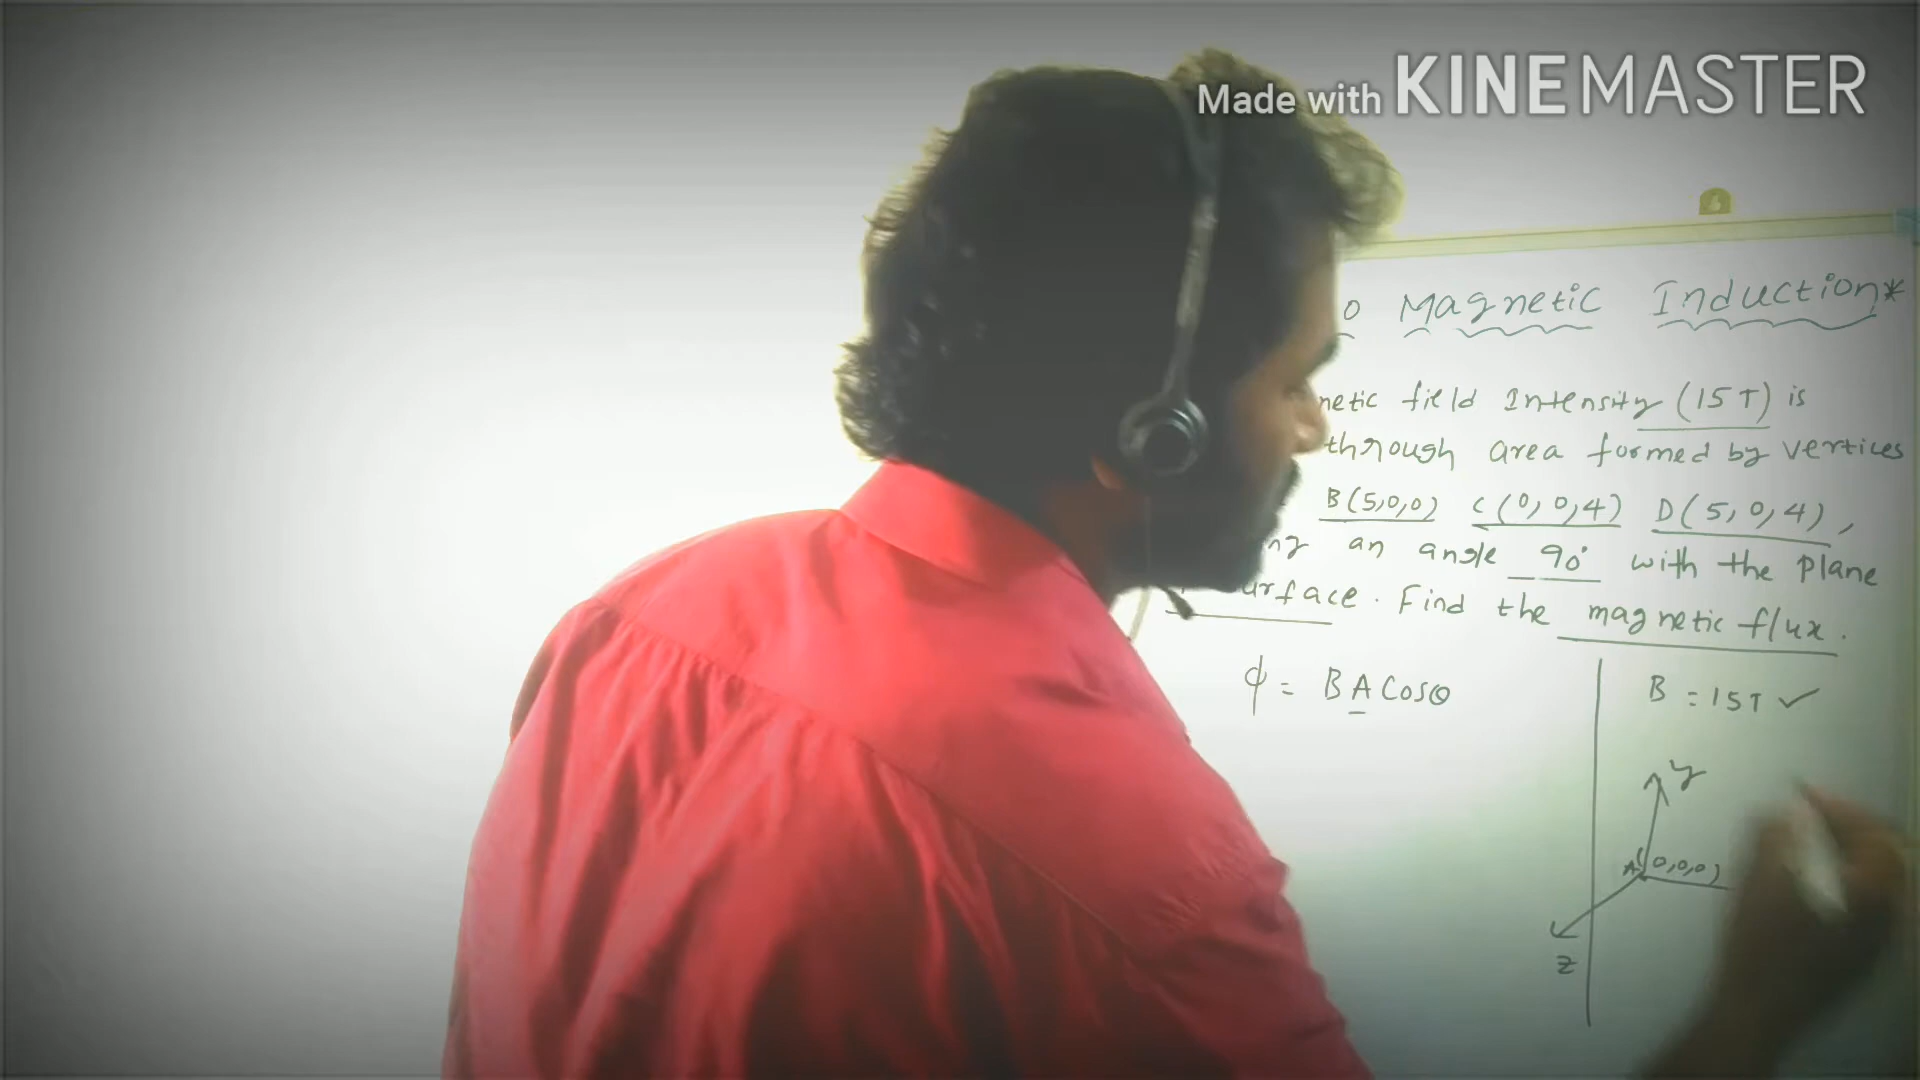 Made with KINEMASTER
o Magnetic Induction*
netic field Intensity (15T) is
through area formed by vertices
B(5,0,0) C(0,0,4) D(5,0,4),
ng an angle 90° with the plane
urface. Find the magnetic flux.
ϕ = BA Cosθ
B = 15T ✓
y
A(0,0,0)
z